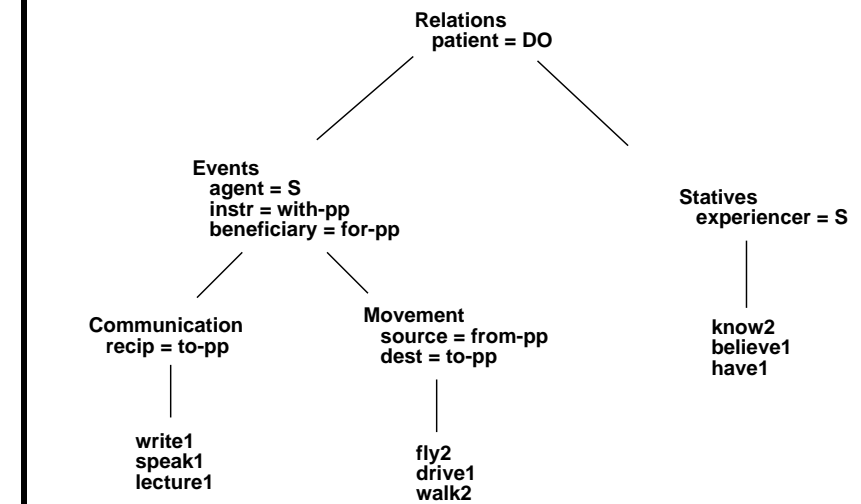 Relations
patient = DO
Events
agent = S
instr = with-pp
beneficiary = for-pp
Statives
experiencer = S
Communication
recip = to-pp
Movement
source = from-pp
dest = to-pp
know2
believe1
have1
write1
speak1
lecture1
fly2
drive1
walk2